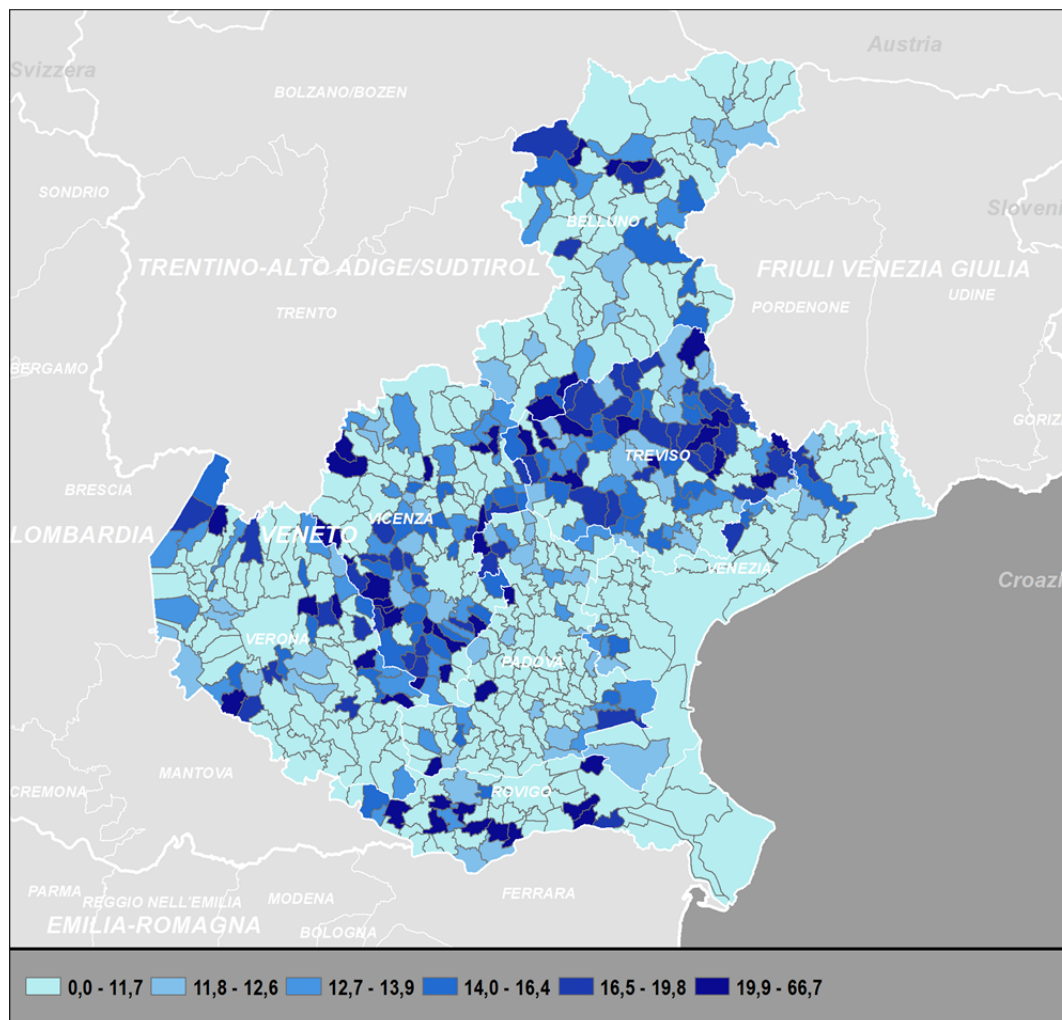 Austria
Svizzera
BOLZANO/BOZEN
SONDRIO
Sloveni
BELLUNO
TRENTINO-ALTO ADIGE/SUDTIROL
FRIULI VENEZIA GIULIA
UDINE
PORDENONE
TRENTO
BERGAMO
GORIZI
TREVISO
BRESCIA
VICENZA
LOMBARDIA
VENETO
VENEZIA
Croazi
VERONA
PADOVA
MANTOVA
CREMONA
ROVIGO
PARMA
FERRARA
REGGIO NELL'EMILIA
MODENA
EMILIA-ROMAGNA
BOLOGNA
0,0 - 11,7 11,8 - 12,6 12,7 - 13,9 14,0 - 16,4 16,5 - 19,8 19,9 - 66,7